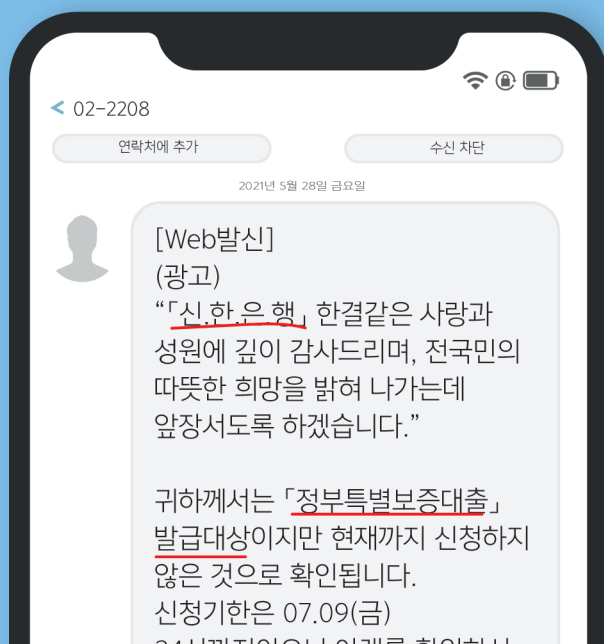 02-2208
연락처에 추가
수신 차단
2021년 5월 28일 금요일
[Web발신]
(광고)
“「신.한.은.행」 한결같은 사랑과
성원에 깊이 감사드리며, 전국민의
따뜻한 희망을 밝혀 나가는데
앞장서도록 하겠습니다.”
귀하께서는 「정부특별보증대출」
발급대상이지만 현재까지 신청하지
않은 것으로 확인됩니다.
신청기한은 07.09(금)